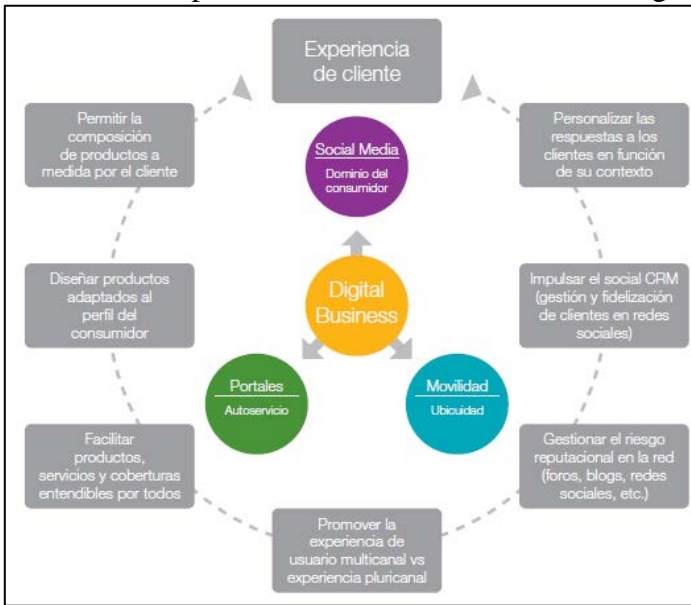 Experiencia
de cliente
Permitir la
composición
de productos a
medida por el cliente
Social Media
Dominio del
consumidor
Personalizar las
respuestas a los
clientes en función
de su contexto
Diseñar productos
adaptados al
perfil del
consumidor
Digital
Business
Impulsar el social CRM
(gestión y fidelización
de clientes en redes
sociales)
Portales
Autoservicio
Movilidad
Ubicuidad
Facilitar
productos,
servicios y coberturas
entendibles por todos
Gestionar el riesgo
reputacional en la red
(foros, blogs, redes
sociales, etc.)
Promover la
experiencia de
usuario multicanal vs
experiencia pluricanal